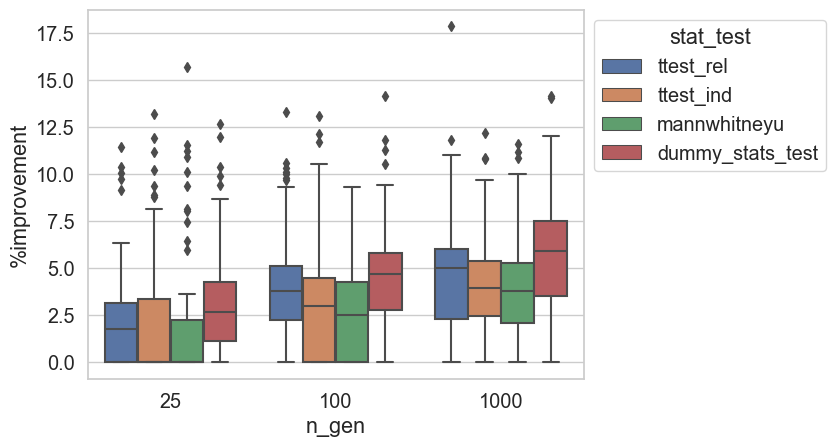 17.5
15.0
12.5
10.0
7.5
5.0
2.5
0.0
%improvement
25
100
1000
n_gen
stat_test
ttest_rel
ttest_ind
mannwhitneyu
dummy_stats_test